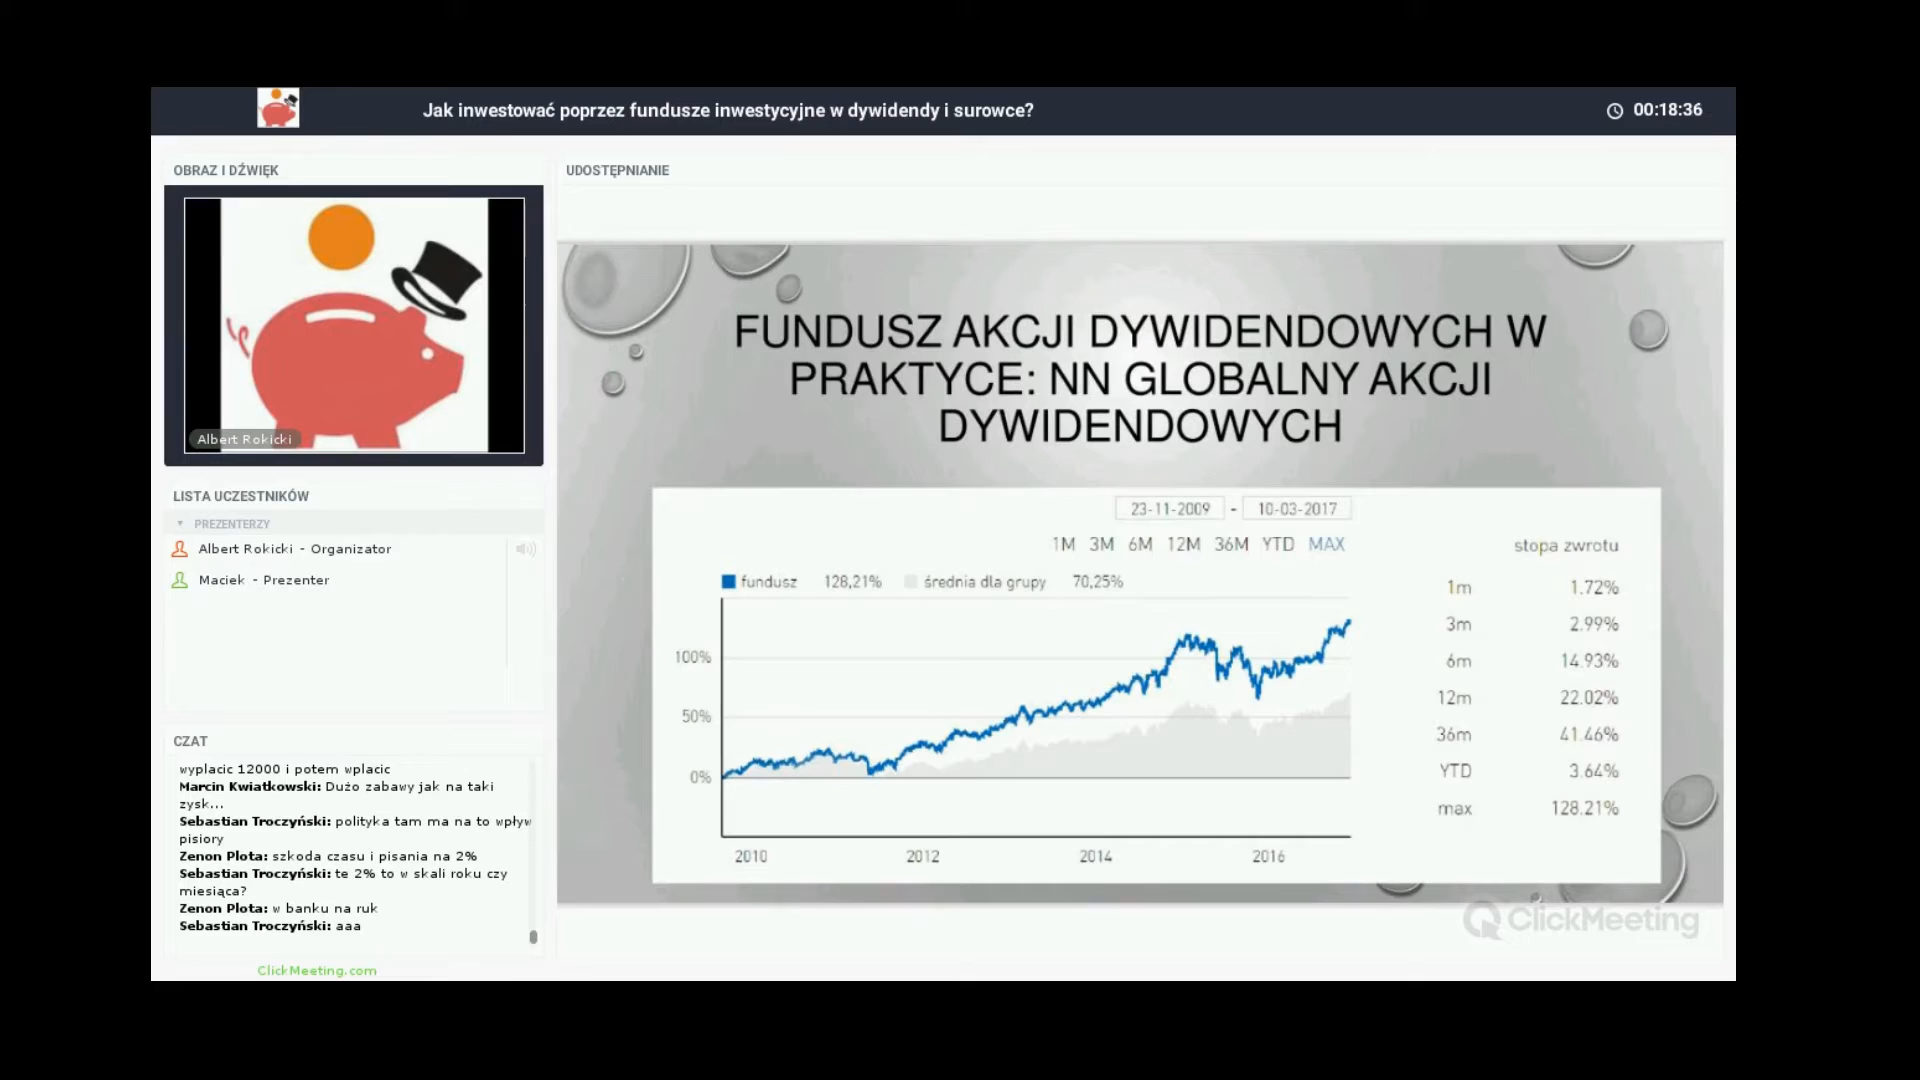 Jak inwestować poprzez fundusze inwestycyjne w dywidendy i surowce?
00:18:36
OBRAZ I DŹWIĘK
Albert Rokicki
LISTA UCZESTNIKÓW
PREZENTERZY
Albert Rokicki - Organizator
Maciek - Prezenter
CZAT
wyplacic 12000 i potem wplacic
Marcin Kwiatkowski: Dużo zabawy jak na taki
zysk...
Sebastian Troczyński: polityka tam ma na to wpływ
pisiory
Zenon Plota: szkoda czasu i pisania na 2%
Sebastian Troczyński: te 2% to w skali roku czy
miesiąca?
Zenon Plota: w banku na ruk
Sebastian Troczyński: aaa
ClickMeeting.com
UDOSTĘPNIANIE
FUNDUSZ AKCJI DYWIDENDOWYCH W
PRAKTYCE: NN GLOBALNY AKCJI
DYWIDENDOWYCH
23-11-2009 - 10-03-2017
1M 3M 6M 12M 36M YTD MAX
fundusz 128,21% średnia dla grupy 70,25%
100%
50%
0%
2010 2012 2014 2016
stopa zwrotu
1m 1.72%
3m 2.99%
6m 14.93%
12m 22.02%
36m 41.46%
YTD 3.64%
max 128.21%
ClickMeeting